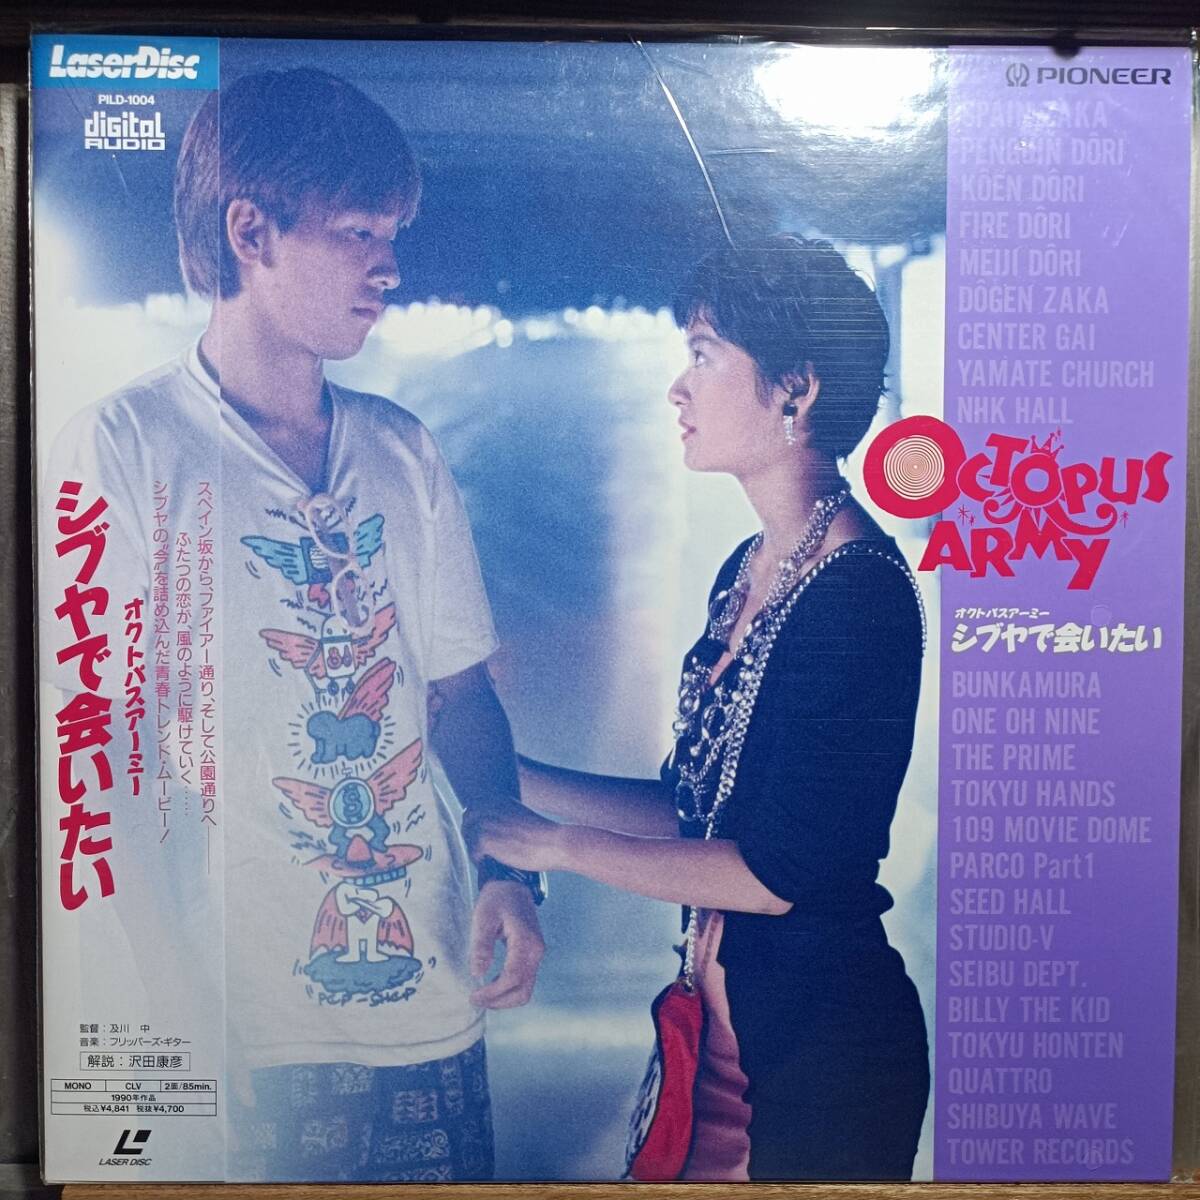 LaserDisc
PILD-1004
digital
AUDIO
シブヤで会いたい
オクトパスアーミー
スペイン坂から、ファイアー通り、そして公園通りへ——
ふたつの恋が、風のように駆けていく……
シブヤの“今”を詰め込んだ青春トレンド・ムービー!
監督：及川 中
音楽：フリッパーズ・ギター
解説：沢田康彦
MONO CLV 2面/85min.
1990年作品
税込¥4,841 税抜¥4,700
LASER DISC
POP-SHOP
PIONEER
SPAIN ZAKA
PENGUIN DÔRI
KÔEN DÔRI
FIRE DÔRI
MEIJI DÔRI
DÔGEN ZAKA
CENTER GAI
YAMATE CHURCH
NHK HALL
OCTOPUS
ARMY
オクトパスアーミー
シブヤで会いたい
BUNKAMURA
ONE OH NINE
THE PRIME
TOKYU HANDS
109 MOVIE DOME
PARCO Part1
SEED HALL
STUDIO-V
SEIBU DEPT.
BILLY THE KID
TOKYU HONTEN
QUATTRO
SHIBUYA WAVE
TOWER RECORDS